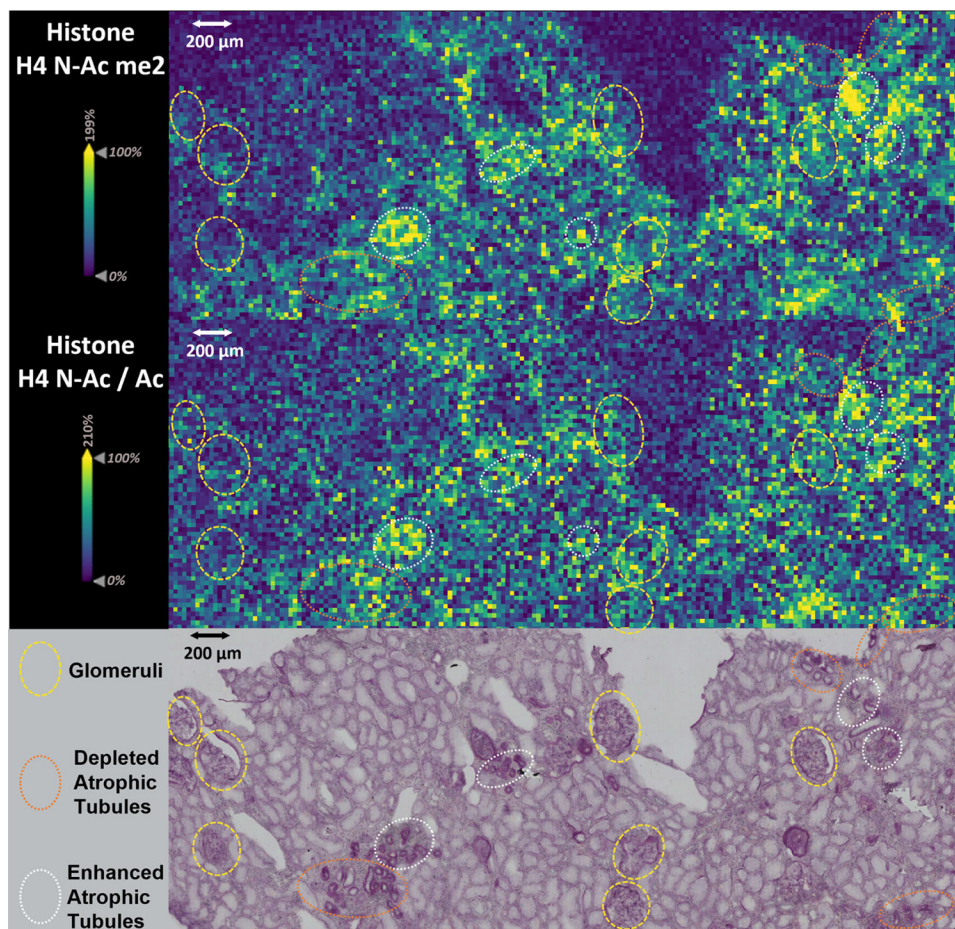 Histone
H4 N-Ac me2
200 µm
199%
100%
0%
Histone
H4 N-Ac / Ac
200 µm
210%
100%
0%
200 µm
Glomeruli
Depleted
Atrophic
Tubules
Enhanced
Atrophic
Tubules